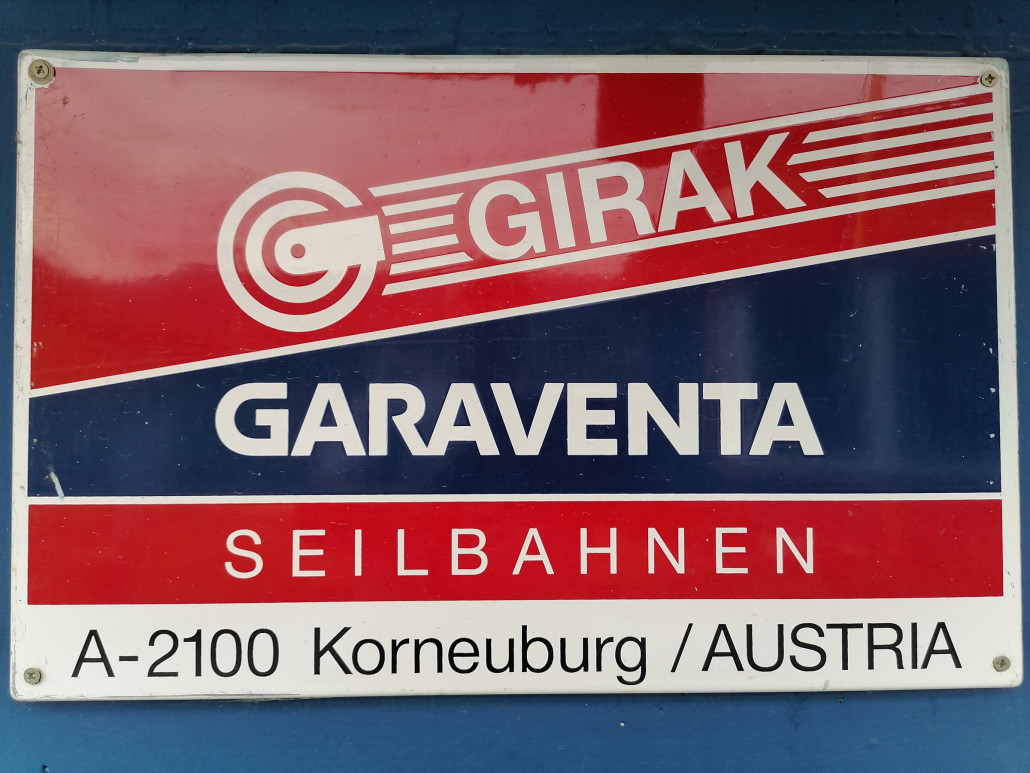 GIRAK
GARAVENTA
SEILBAHNEN
A-2100 Korneuburg / AUSTRIA